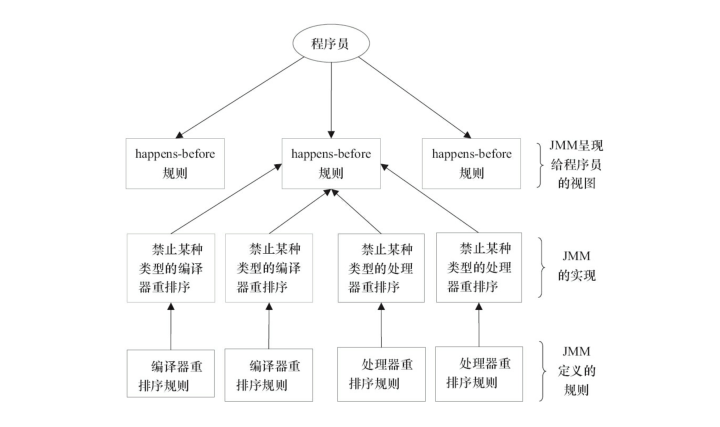 程序员
happens-before
规则
happens-before
规则
happens-before
规则
JMM呈现
给程序员
的视图
禁止某种
类型的编译
器重排序
禁止某种
类型的编译
器重排序
禁止某种
类型的处理
器重排序
禁止某种
类型的处理
器重排序
JMM
的实现
编译器重
排序规则
编译器重
排序规则
处理器重
排序规则
处理器重
排序规则
JMM
定义的
规则